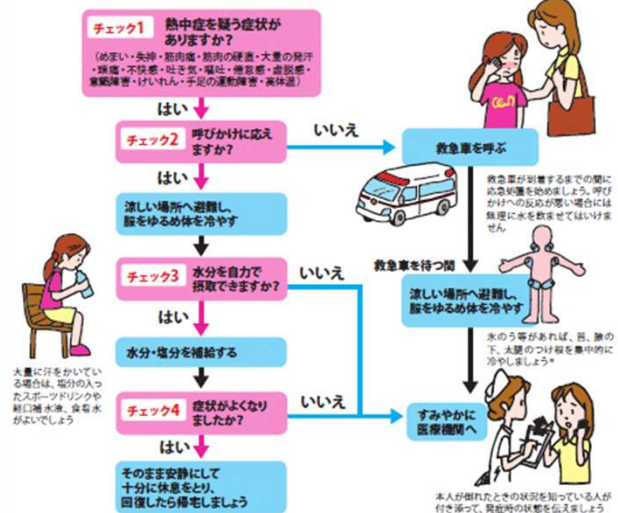 チェック1
熱中症を疑う症状が
ありますか？
（めまい・失神・筋肉痛・筋肉の硬直・大量の発汗
・頭痛・不快感・吐き気・嘔吐・倦怠感・虚脱感・
意識障害・けいれん・手足の運動障害・高体温）
はい
チェック2
呼びかけに応え
ますか？
いいえ
救急車を呼ぶ
救急車が到着するまでの間に
応急処置を始めましょう。呼び
かけへの反応が悪い場合には
無理に水を飲ませてはいけま
せん
はい
涼しい場所へ避難し、
服をゆるめ体を冷やす
救急車を待つ間
涼しい場所へ避難し、
服をゆるめ体を冷やす
氷のう等があれば、首、腋の
下、太腿のつけ根を集中的に
冷やしましょう*
チェック3
水分を自力で
摂取できますか？
いいえ
はい
水分・塩分を補給する
大量に汗をかいてい
る場合は、塩分の入っ
たスポーツドリンクや
経口補水液、食塩水
がよいでしょう
チェック4
症状がよくなり
ましたか？
いいえ
すみやかに
医療機関へ
はい
そのまま安静にして
十分に休息をとり、
回復したら帰宅しましょう
本人が倒れたときの状況を知っている人が
付き添って、発症時の状態を伝えましょう